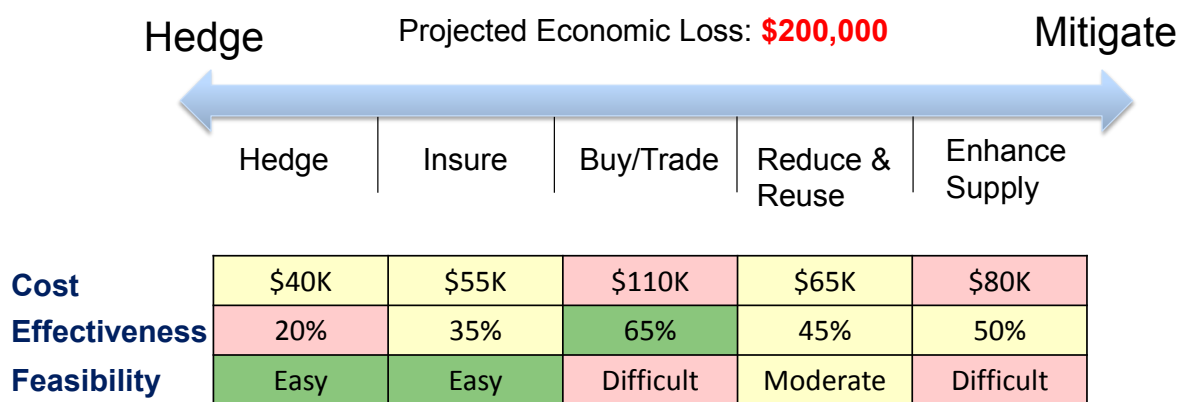 Hedge
Projected Economic Loss: $200,000
Mitigate
Hedge
Insure
Buy/Trade
Reduce &
Reuse
Enhance
Supply
Cost $40K $55K $110K $65K $80K
Effectiveness 20% 35% 65% 45% 50%
Feasibility Easy Easy Difficult Moderate Difficult